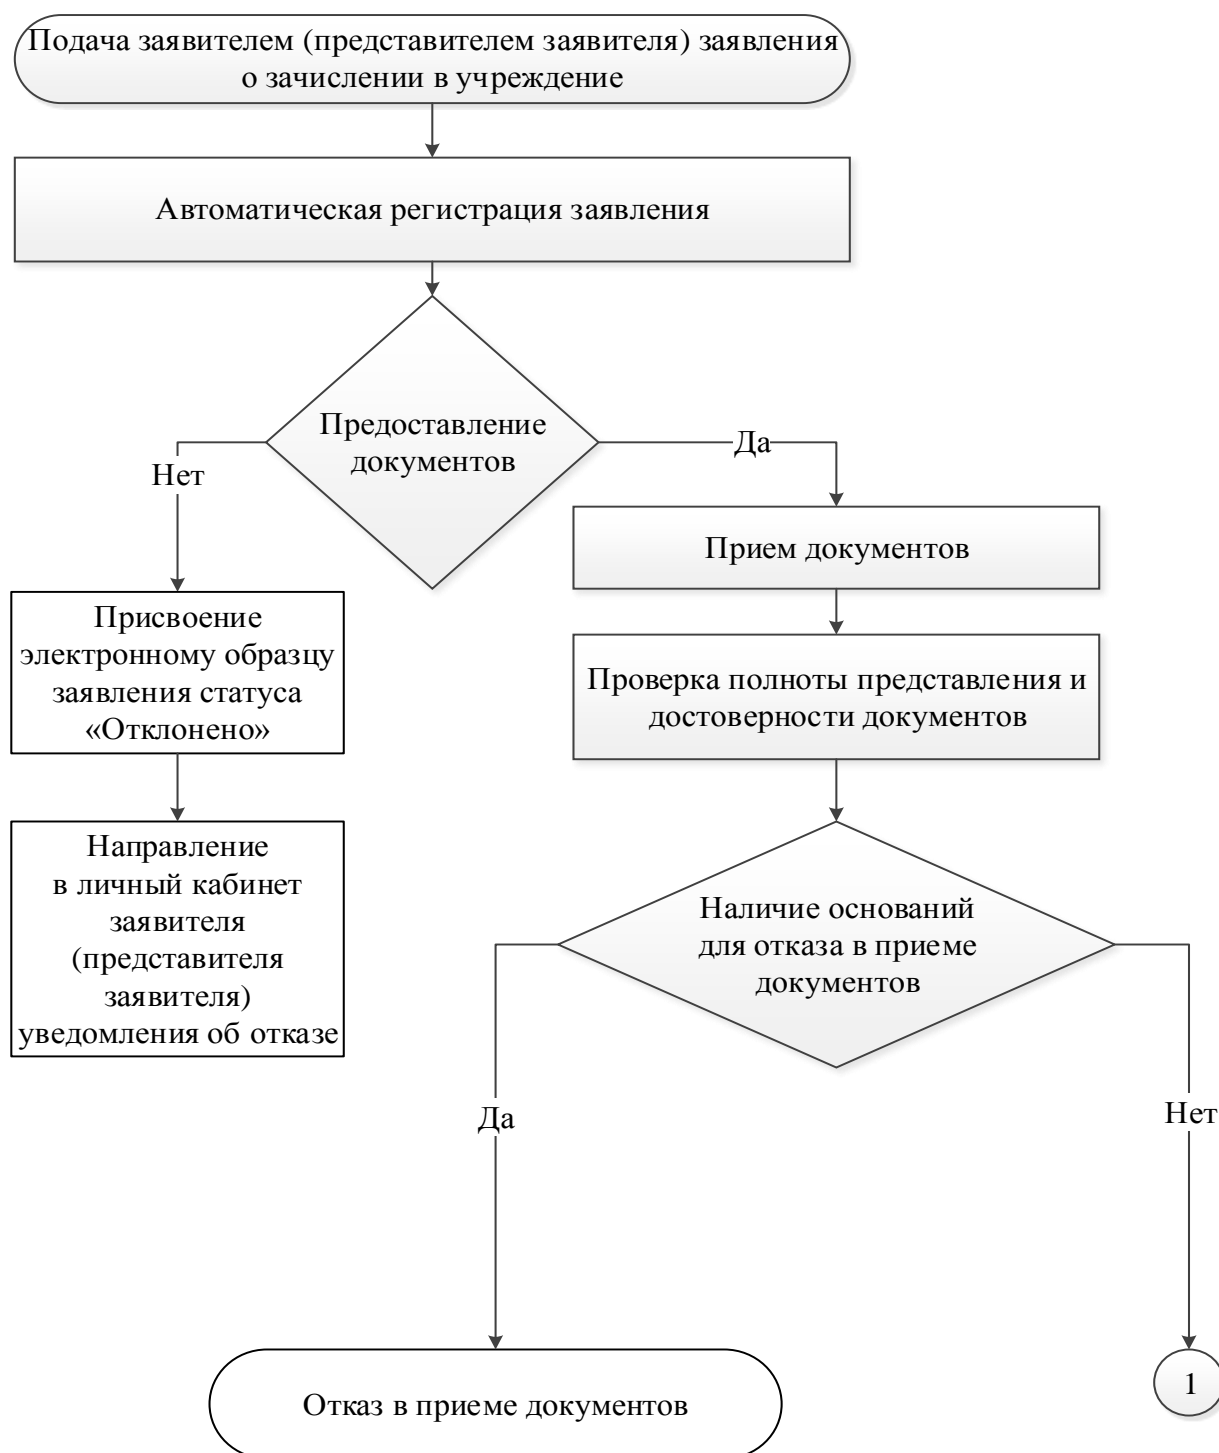 Подача заявителем (представителем заявителя) заявления
о зачислении в учреждение
Автоматическая регистрация заявления
Предоставление
документов
Нет
Да
Прием документов
Присвоение
электронному образцу
заявления статуса
«Отклонено»
Проверка полноты представления и
достоверности документов
Направление
в личный кабинет
заявителя
(представителя
заявителя)
уведомления об отказе
Наличие оснований
для отказа в приеме
документов
Да
Нет
Отказ в приеме документов
1